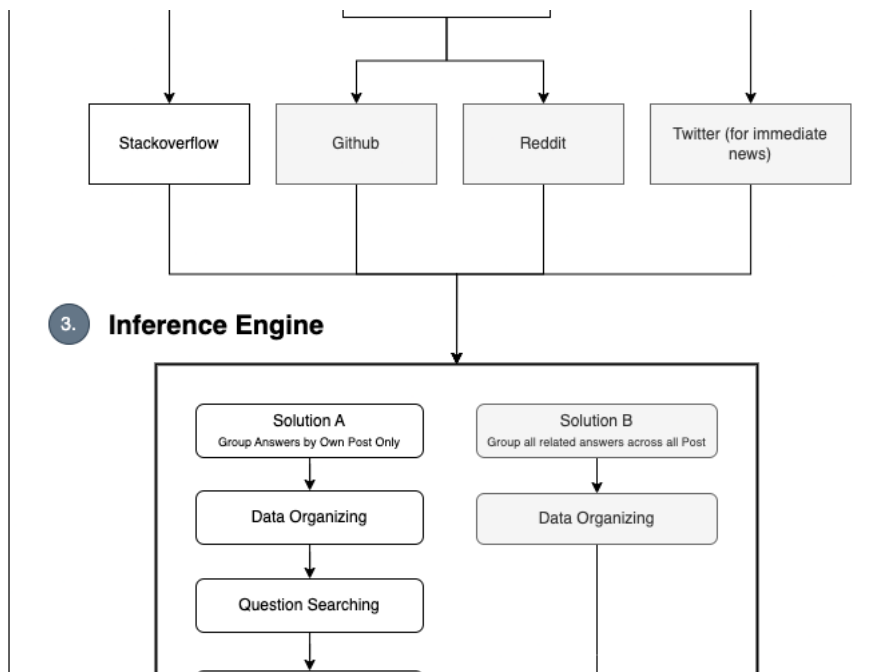 Stackoverflow
Github
Reddit
Twitter (for immediate
news)
3.
Inference Engine
Solution A
Group Answers by Own Post Only
Solution B
Group all related answers across all Post
Data Organizing
Data Organizing
Question Searching